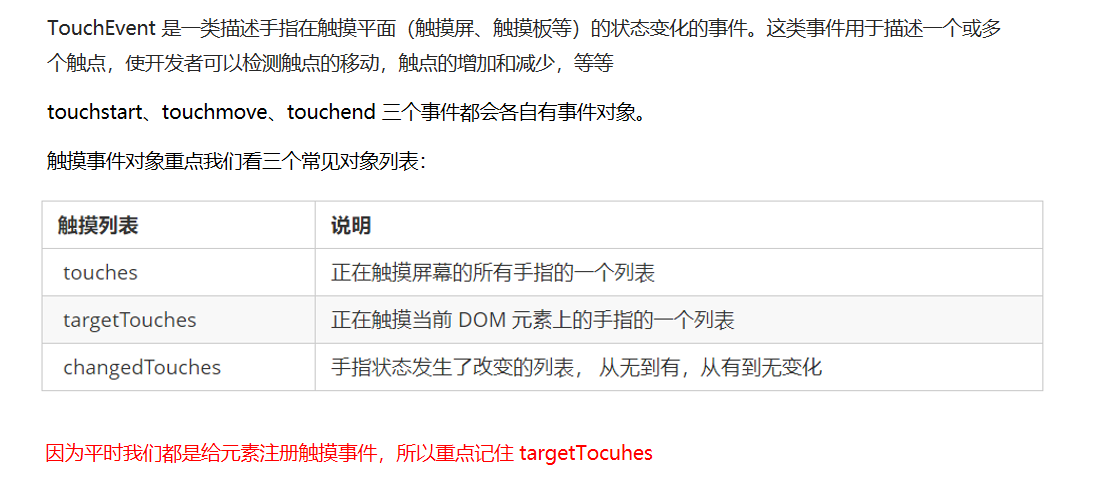 TouchEvent 是一类描述手指在触摸平面（触摸屏、触摸板等）的状态变化的事件。这类事件用于描述一个或多
个触点，使开发者可以检测触点的移动，触点的增加和减少，等等
touchstart、touchmove、touchend 三个事件都会各自有事件对象。
触摸事件对象重点我们看三个常见对象列表：
触摸列表 说明
touches 正在触摸屏幕的所有手指的一个列表
targetTouches 正在触摸当前 DOM 元素上的手指的一个列表
changedTouches 手指状态发生了改变的列表， 从无到有，从有到无变化
因为平时我们都是给元素注册触摸事件，所以重点记住 targetTocuhes